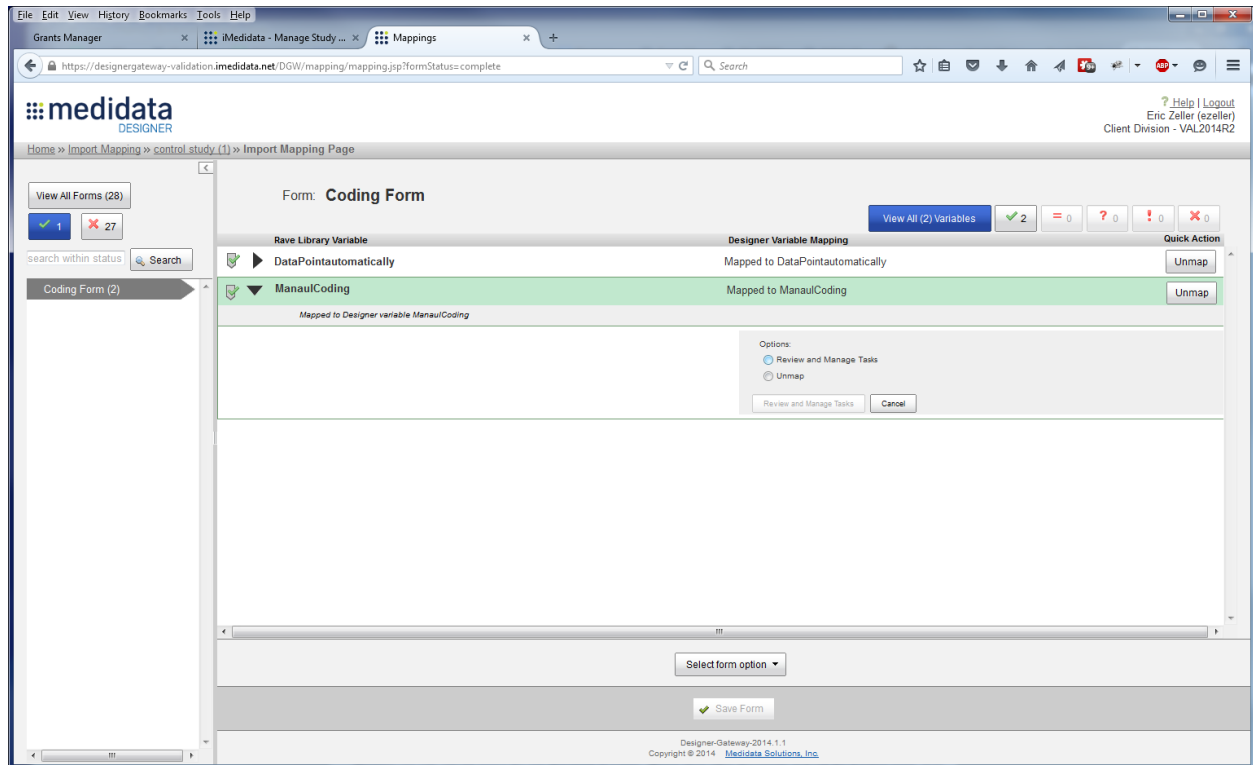 File Edit View History Bookmarks Tools Help
Grants Manager × iMedidata - Manage Study ... × Mappings × +
https://designergateway-validation.imedidata.net/DGW/mapping/mapping.jsp?formStatus=complete Search ABP
medidata
DESIGNER
? Help | Logout
Eric Zeller (ezeller)
Client Division - VAL2014R2
Home » Import Mapping » control study (1) » Import Mapping Page
View All Forms (28)
1 27
search within status Search
Coding Form (2)
Form: Coding Form
View All (2) Variables 2 = 0 ? 0 ! 0 0
Rave Library Variable Designer Variable Mapping Quick Action
DataPointautomatically Mapped to DataPointautomatically Unmap
ManaulCoding Mapped to ManaulCoding Unmap
Mapped to Designer variable ManaulCoding
Options:
Review and Manage Tasks
Unmap
Review and Manage Tasks Cancel
Select form option
Save Form
Designer-Gateway-2014.1.1
Copyright © 2014 Medidata Solutions, Inc.